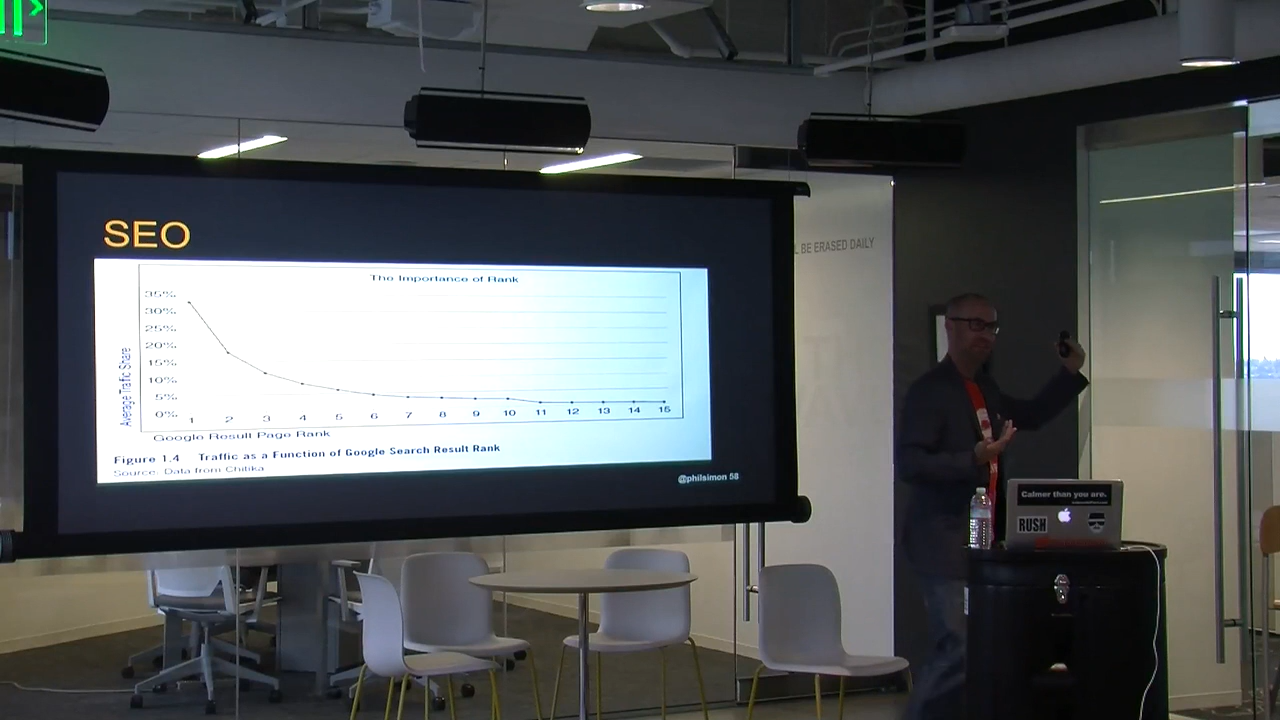 SEO
The Importance of Rank
35%
30%
25%
20%
15%
10%
5%
0%
Average Traffic Share
1 2 3 4 5 6 7 8 9 10 11 12 13 14 15
Google Result Page Rank
Figure 1.4 Traffic as a Function of Google Search Result Rank
Source: Data from Chitika
@philsimon 58
BE ERASED DAILY
Calmer than you are.
RUSH